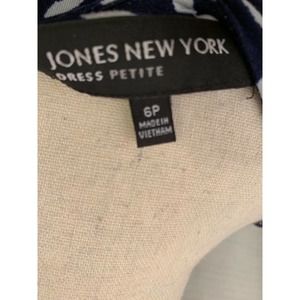 JONES NEW YORK
DRESS PETITE
6P
MADE IN
VIETNAM